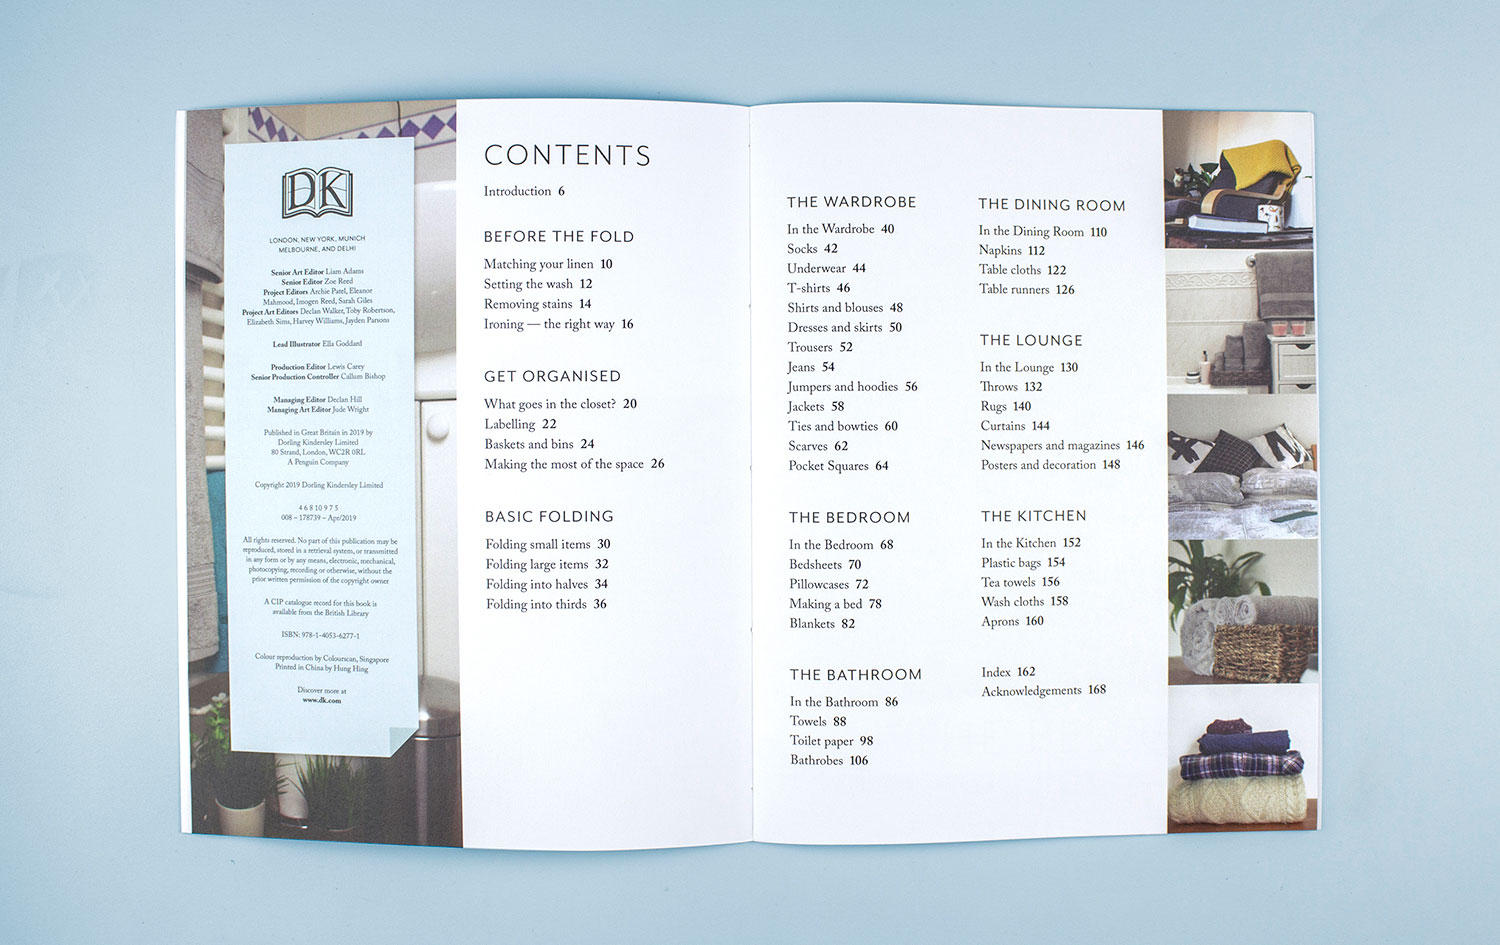 DK
LONDON, NEW YORK, MUNICH
MELBOURNE, AND DELHI
Senior Art Editor Liam Adams
Senior Editor Zoe Reed
Project Editors Archie Patel, Eleanor
Mahmood, Imogen Reed, Sarah Giles
Project Art Editors Declan Walker, Toby Robertson,
Elizabeth Sims, Harvey Williams, Jayden Parsons
Lead Illustrator Ella Goddard
Production Editor Lewis Carey
Senior Production Controller Callum Bishop
Managing Editor Declan Hill
Managing Art Editor Jude Wright
Published in Great Britain in 2019 by
Dorling Kindersley Limited
80 Strand, London, WC2R 0RL
A Penguin Company
Copyright 2019 Dorling Kindersley Limited
4 6 8 10 9 7 5
008 – 178739 – Apr/2019
All rights reserved. No part of this publication may be
reproduced, stored in a retrieval system, or transmitted
in any form or by any means, electronic, mechanical,
photocopying, recording or otherwise, without the
prior written permission of the copyright owner
A CIP catalogue record for this book is
available from the British Library
ISBN: 978-1-4053-6277-1
Colour reproduction by Colourscan, Singapore
Printed in China by Hung Hing
Discover more at
www.dk.com
CONTENTS
Introduction 6
BEFORE THE FOLD
Matching your linen 10
Setting the wash 12
Removing stains 14
Ironing — the right way 16
GET ORGANISED
What goes in the closet? 20
Labelling 22
Baskets and bins 24
Making the most of the space 26
BASIC FOLDING
Folding small items 30
Folding large items 32
Folding into halves 34
Folding into thirds 36
THE WARDROBE
In the Wardrobe 40
Socks 42
Underwear 44
T-shirts 46
Shirts and blouses 48
Dresses and skirts 50
Trousers 52
Jeans 54
Jumpers and hoodies 56
Jackets 58
Ties and bowties 60
Scarves 62
Pocket Squares 64
THE BEDROOM
In the Bedroom 68
Bedsheets 70
Pillowcases 72
Making a bed 78
Blankets 82
THE BATHROOM
In the Bathroom 86
Towels 88
Toilet paper 98
Bathrobes 106
THE DINING ROOM
In the Dining Room 110
Napkins 112
Table cloths 122
Table runners 126
THE LOUNGE
In the Lounge 130
Throws 132
Rugs 140
Curtains 144
Newspapers and magazines 146
Posters and decoration 148
THE KITCHEN
In the Kitchen 152
Plastic bags 154
Tea towels 156
Wash cloths 158
Aprons 160
Index 162
Acknowledgements 168